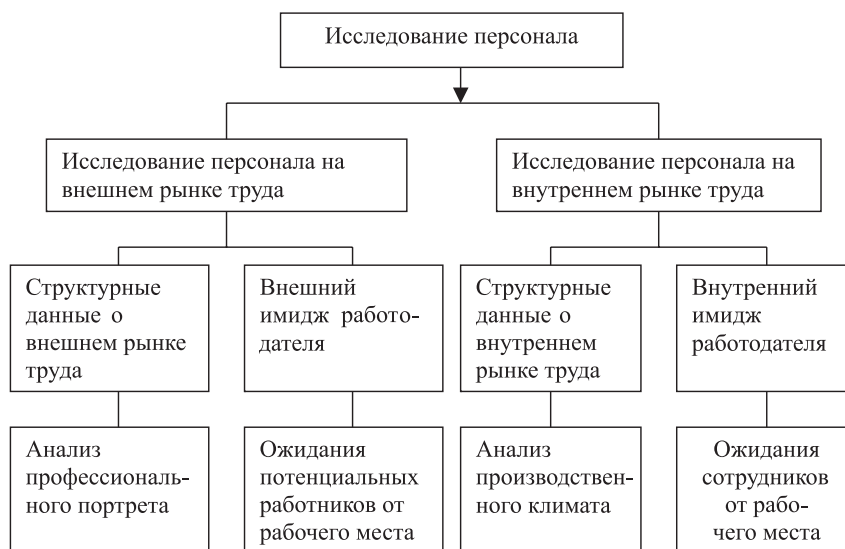 Исследование персонала
Исследование персонала на
внешнем рынке труда
Исследование персонала на
внутреннем рынке труда
Структурные
данные о
внешнем рынке
труда
Внешний
имидж работо-
дателя
Структурные
данные о
внутреннем
рынке труда
Внутренний
имидж
работодателя
Анализ
профессиональ-
ного портрета
Ожидания
потенциальных
работников от
рабочего места
Анализ
производствен-
ного климата
Ожидания
сотрудников
от рабо-
чего места